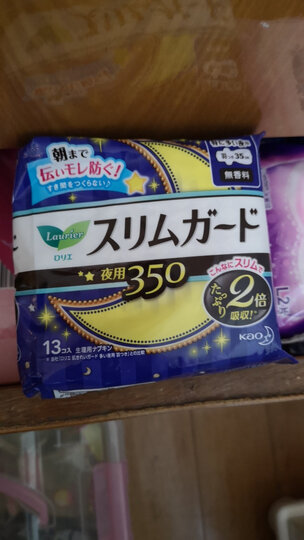 朝まで
伝いモレ防ぐ!
すき間をつくらない♪
特に多い夜用
羽つき35cm
無香料
Laurier
ロリエ
スリムガード
夜用350
こんなにスリムで
たっぷり2倍
吸収!
13コ入 生理用ナプキン
Kao